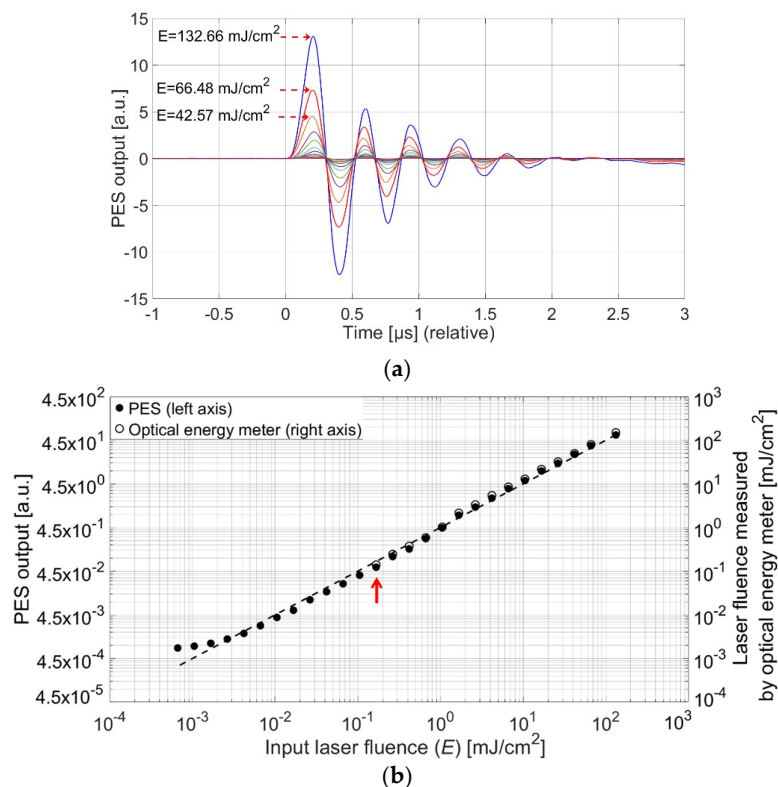 15
10
5
0
-5
-10
-15
PES output [a.u.]
E=132.66 mJ/cm²
E=66.48 mJ/cm²
E=42.57 mJ/cm²
-1 -0.5 0 0.5 1 1.5 2 2.5 3
Time [µs] (relative)
(a)
PES (left axis)
Optical energy meter (right axis)
4.5x10²
4.5x10¹
4.5x10⁰
4.5x10⁻¹
4.5x10⁻²
4.5x10⁻³
4.5x10⁻⁴
4.5x10⁻⁵
PES output [a.u.]
10³
10²
10¹
10⁰
10⁻¹
10⁻²
10⁻³
10⁻⁴
Laser fluence measured
by optical energy meter [mJ/cm²]
10⁻⁴ 10⁻³ 10⁻² 10⁻¹ 10⁰ 10¹ 10² 10³
Input laser fluence (E) [mJ/cm²]
(b)